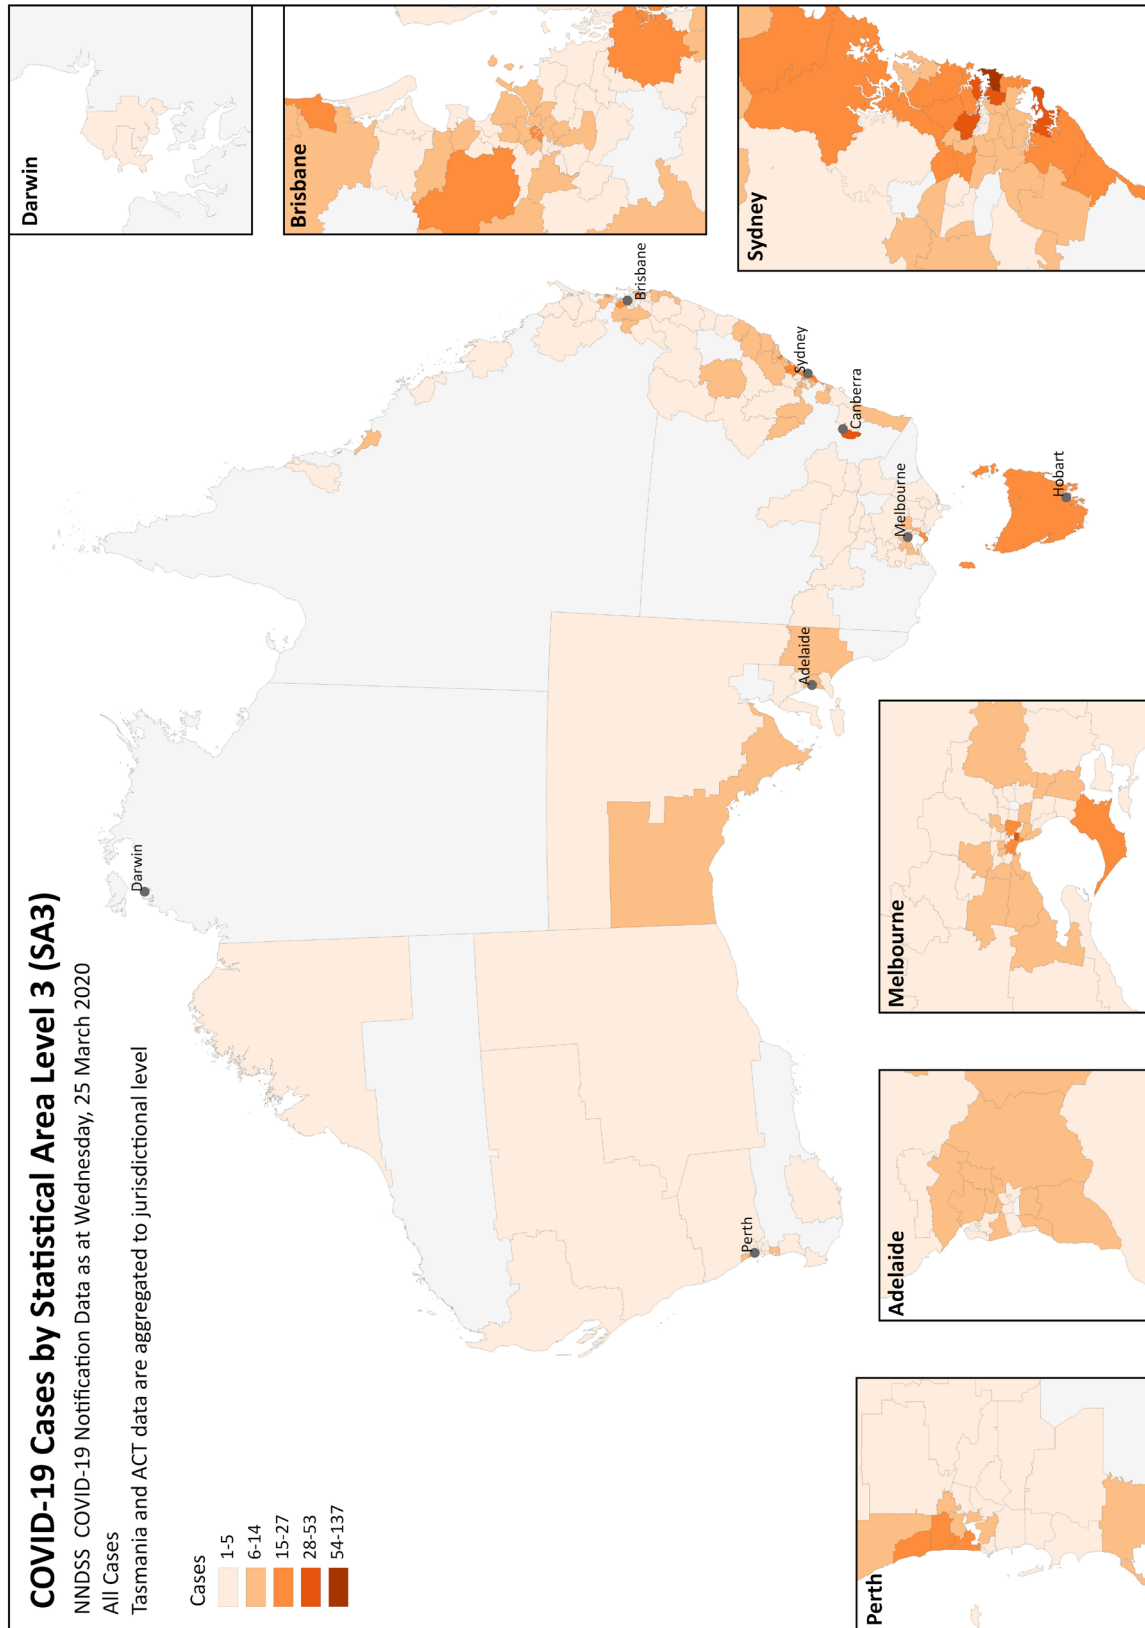 COVID-19 Cases by Statistical Area Level 3 (SA3)
NNDSS COVID-19 Notification Data as at Wednesday, 25 March 2020
All Cases
Tasmania and ACT data are aggregated to jurisdictional level
Cases
1-5
6-14
15-27
28-53
54-137
Darwin
Brisbane
Sydney
Canberra
Melbourne
Hobart
Adelaide
Perth
Darwin
Brisbane
Sydney
Melbourne
Adelaide
Perth